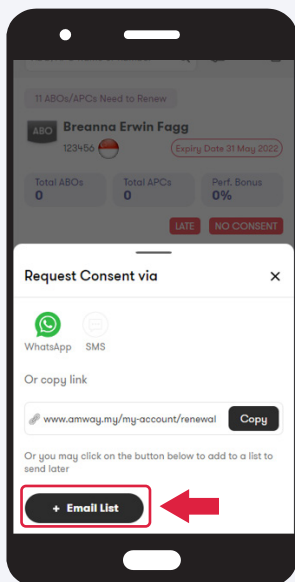 11 ABOs/APCs Need to Renew
ABO Breanna Erwin Fagg
123456 Expiry Date 31 May 2022
Total ABOs Total APCs Perf. Bonus
0 0 0%
LATE NO CONSENT
Request Consent via
WhatsApp SMS
Or copy link
www.amway.my/my-account/renewal Copy
Or you may click on the button below to add to a list to
send later
+ Email List